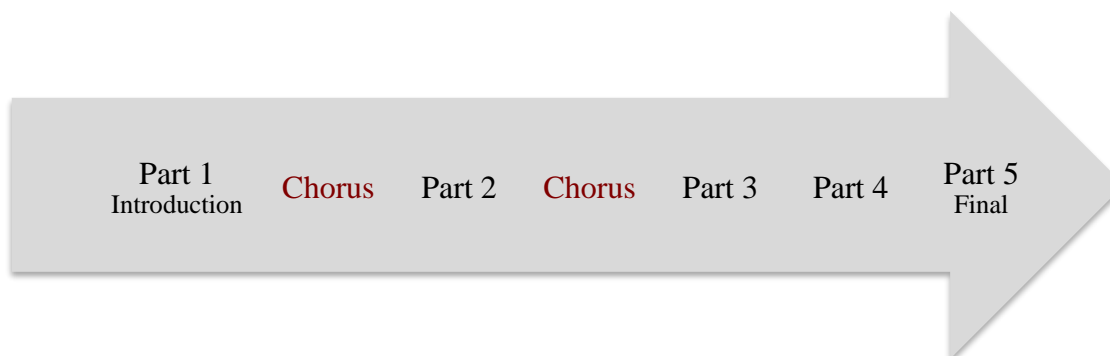 Part 1
Introduction
Chorus
Part 2
Chorus
Part 3
Part 4
Part 5
Final